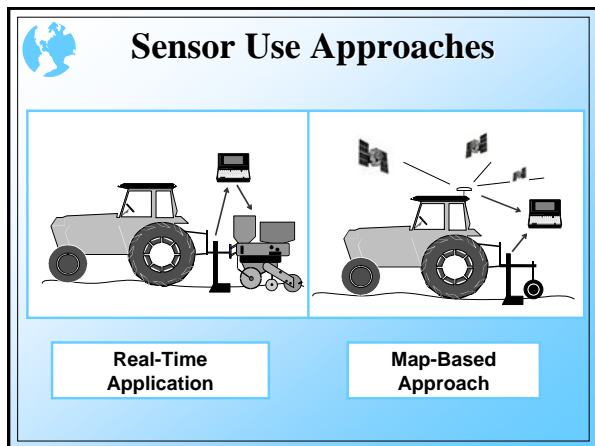 Sensor Use Approaches
Real-Time
Application
Map-Based
Approach